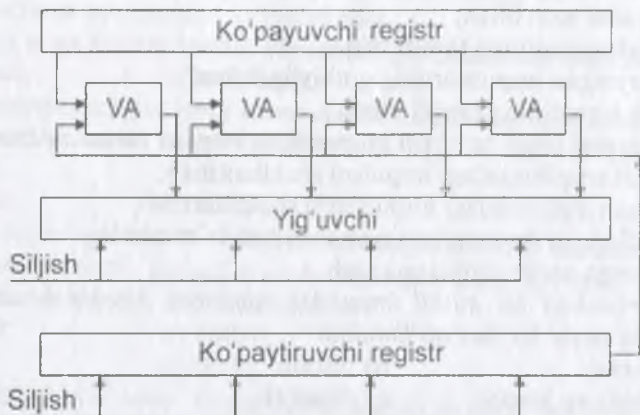 Ko'payuvchi registr
VA VA VA VA
Yig'uvchi
Siljish
Ko'paytiruvchi registr
Siljish